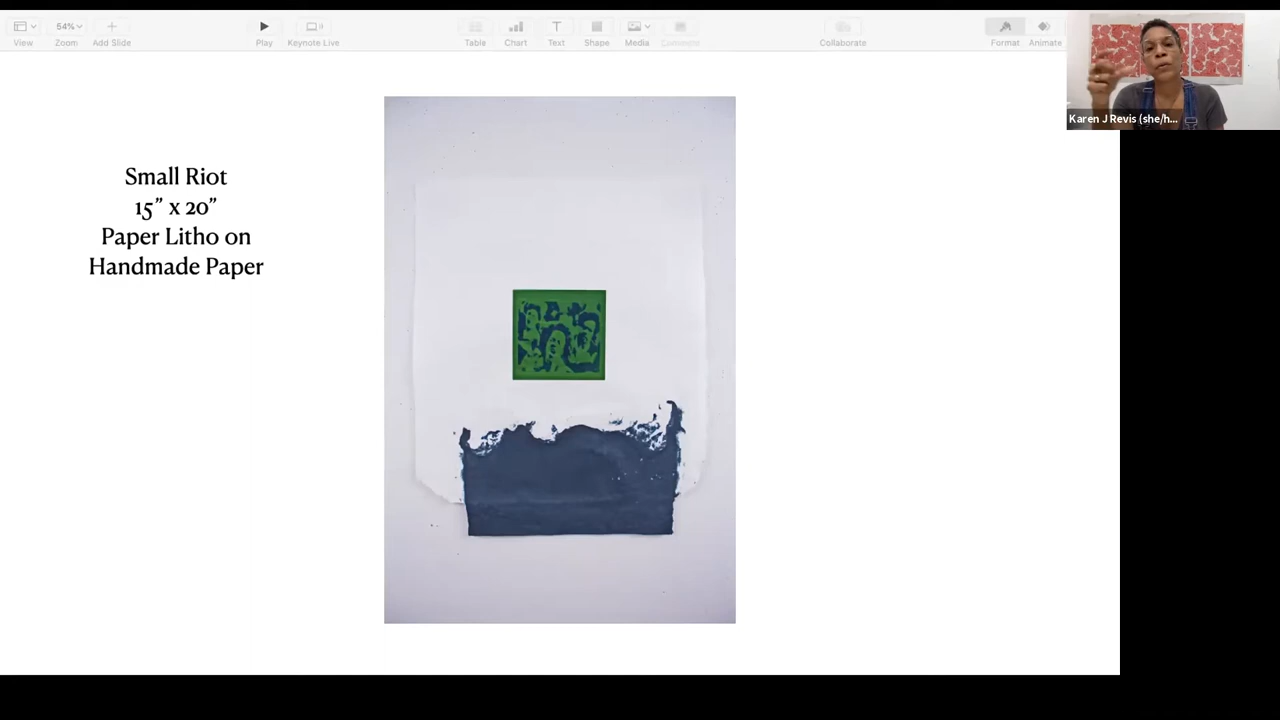 54%
View
Zoom
Add Slide
Play
Keynote Live
Table
Chart
Text
Shape
Media
Comment
Collaborate
Format
Animate
Karen J Revis (she/h...
Small Riot
15” x 20”
Paper Litho on
Handmade Paper